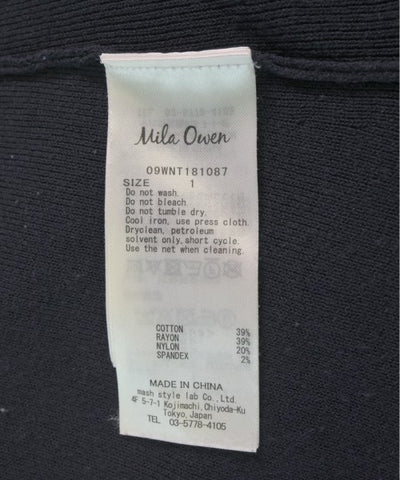 Mila Owen
09WNT181087
SIZE 1
Do not wash.
Do not bleach.
Do not tumble dry.
Cool iron, use press cloth.
Dryclean, petroleum
solvent only, short cycle.
Use the net when cleaning.
COTTON 39%
RAYON 39%
NYLON 20%
SPANDEX 2%
MADE IN CHINA
mash style lab Co.,Ltd.
4F 5-7-1 Kojimachi,Chiyoda-Ku
Tokyo,Japan
TEL 03-5778-4105